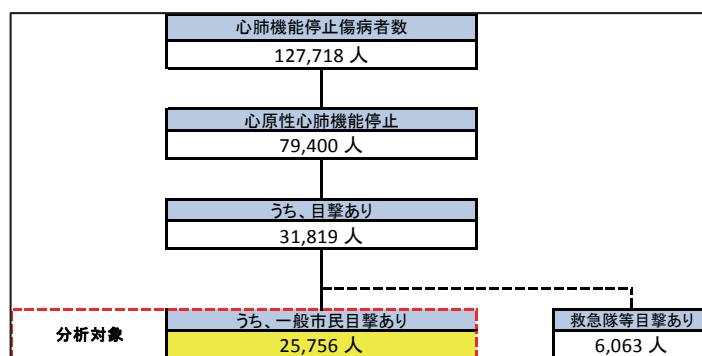 心肺機能停止傷病者数
127,718 人
心原性心肺機能停止
79,400 人
うち、目撃あり
31,819 人
分析対象
うち、一般市民目撃あり
25,756 人
救急隊等目撃あり
6,063 人